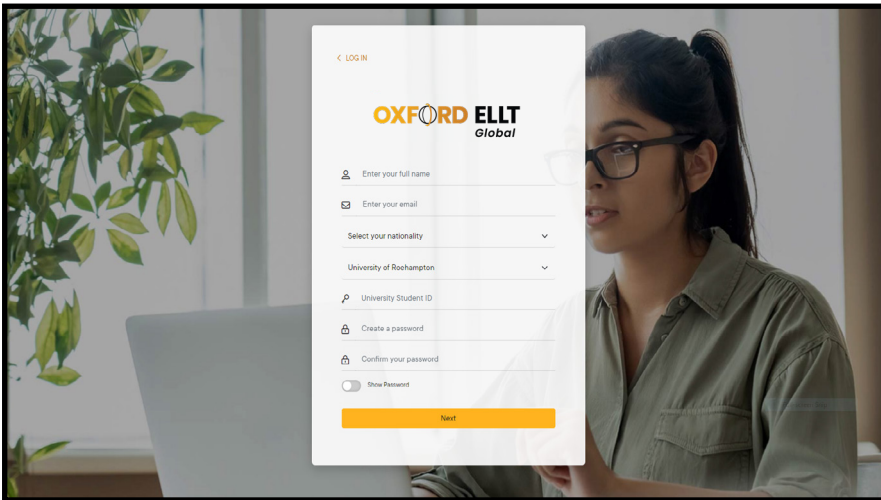 < LOG IN
OXFORD ELLT
Global
Enter your full name
Enter your email
Select your nationality
University of Roehampton
University Student ID
Create a password
Confirm your password
Show Password
Next